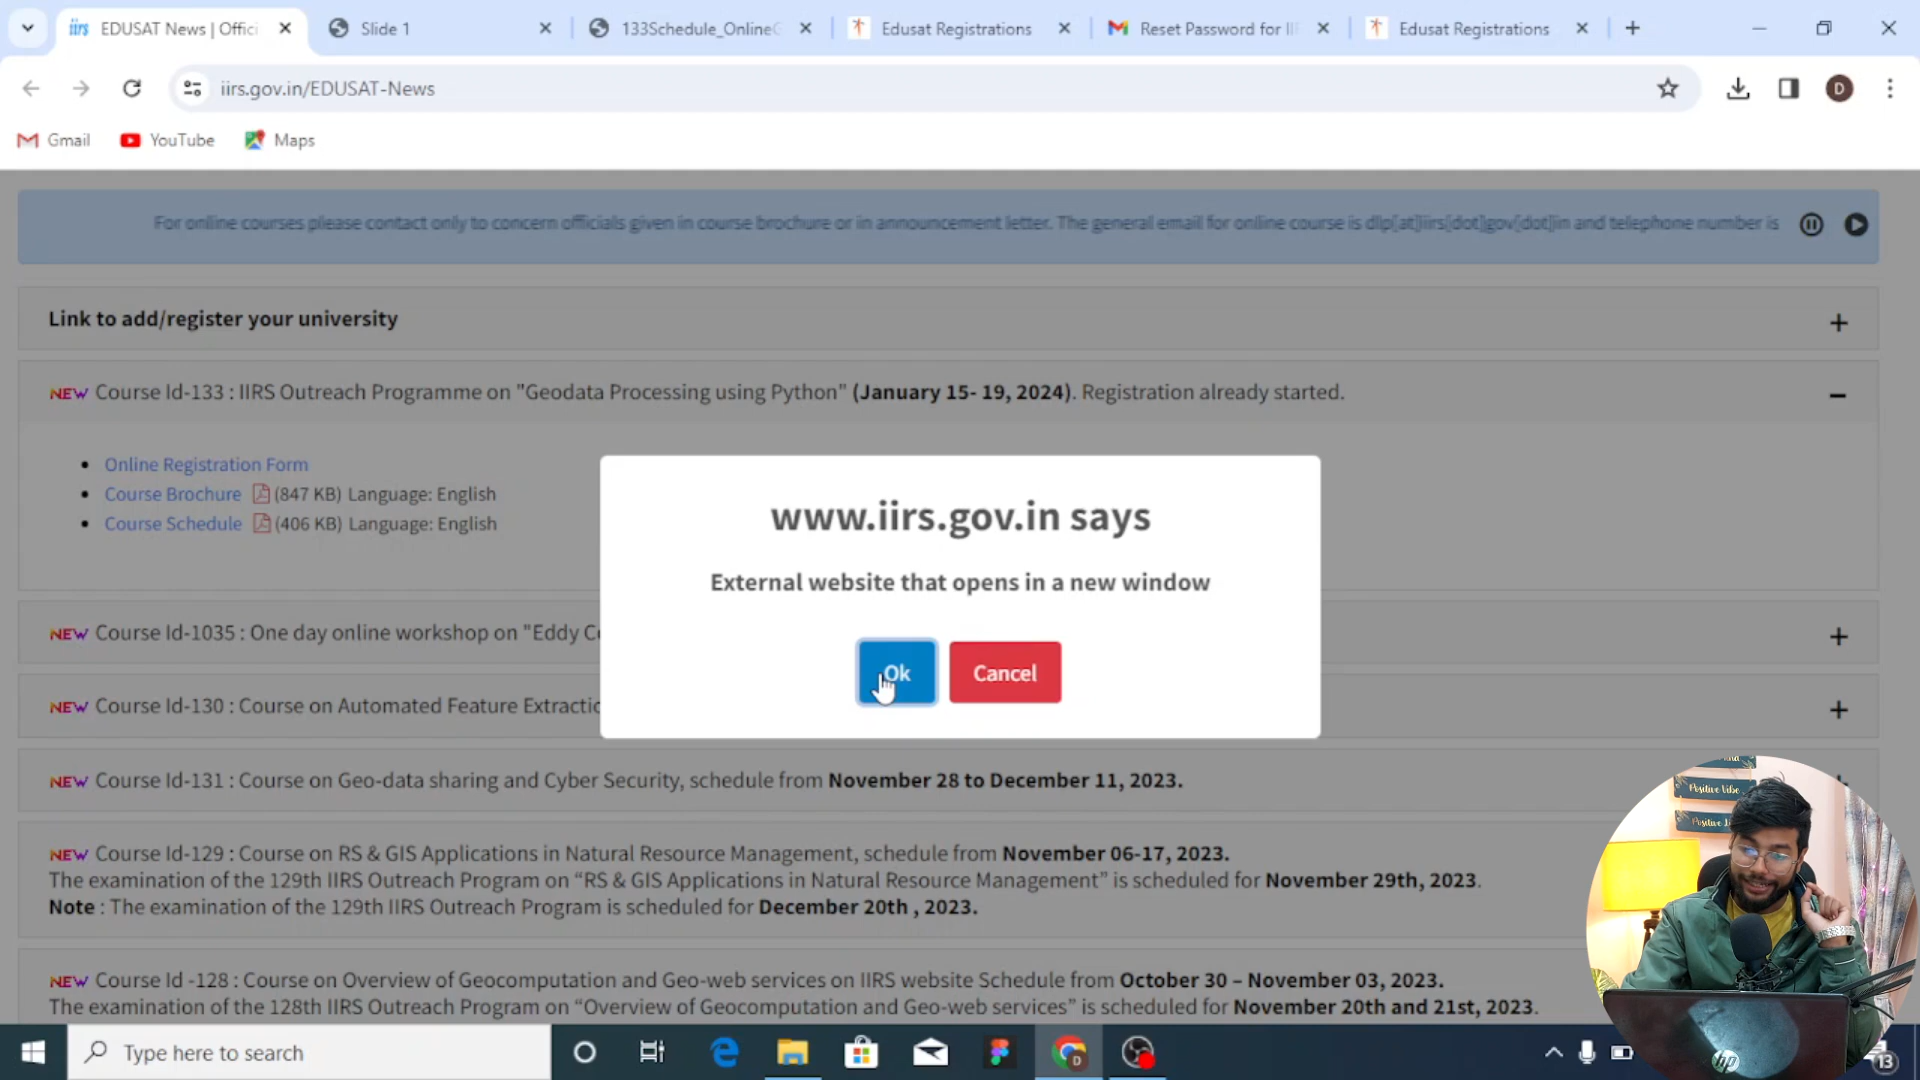 EDUSAT News | Offici
Slide 1
133Schedule_OnlineC
Edusat Registrations
Reset Password for II
Edusat Registrations
iirs.gov.in/EDUSAT-News
D
Gmail
YouTube
Maps
For online courses please contact only to concern officials given in course brochure or in announcement letter. The general email for online course is dlp[at]iirs[dot]gov[dot]in and telephone number is
Link to add/register your university
NEW Course Id-133 : IIRS Outreach Programme on "Geodata Processing using Python" (January 15- 19, 2024). Registration already started.
Online Registration Form
Course Brochure (847 KB) Language: English
Course Schedule (406 KB) Language: English
www.iirs.gov.in says
External website that opens in a new window
Ok
Cancel
NEW Course Id-1035 : One day online workshop on "Eddy C
NEW Course Id-130 : Course on Automated Feature Extractio
NEW Course Id-131 : Course on Geo-data sharing and Cyber Security, schedule from November 28 to December 11, 2023.
NEW Course Id-129 : Course on RS & GIS Applications in Natural Resource Management, schedule from November 06-17, 2023.
The examination of the 129th IIRS Outreach Program on “RS & GIS Applications in Natural Resource Management” is scheduled for November 29th, 2023.
Note : The examination of the 129th IIRS Outreach Program is scheduled for December 20th , 2023.
NEW Course Id -128 : Course on Overview of Geocomputation and Geo-web services on IIRS website Schedule from October 30 – November 03, 2023.
The examination of the 128th IIRS Outreach Program on “Overview of Geocomputation and Geo-web services” is scheduled for November 20th and 21st, 2023.
Positive Vibe
Positive
hp
Type here to search
D
13